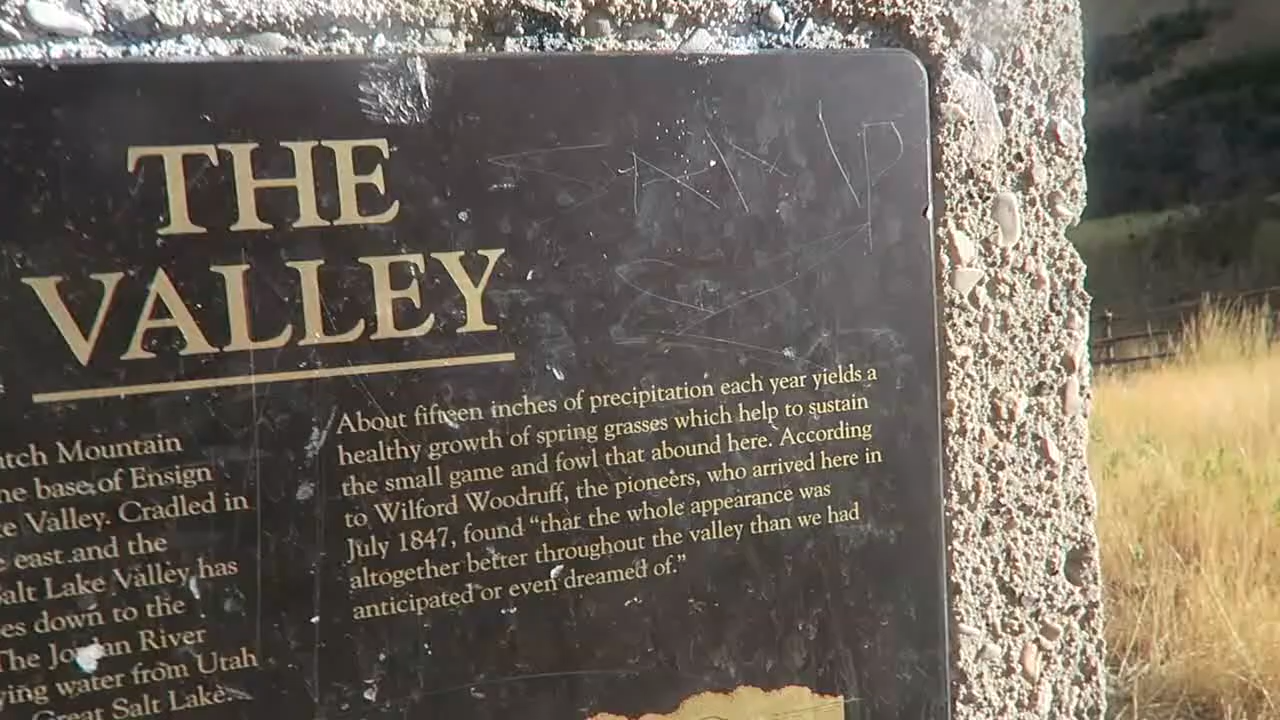 THE
VALLEY
Mountain
base of Ensign
Valley. Cradled in
east and the
Salt Lake Valley has
down to the
The Jordan River
water from Utah
Great Salt Lake.
About fifteen inches of precipitation each year yields a
healthy growth of spring grasses which help to sustain
the small game and fowl that abound here. According
to Wilford Woodruff, the pioneers, who arrived here in
July 1847, found “that the whole appearance was
altogether better throughout the valley than we had
anticipated or even dreamed of.”